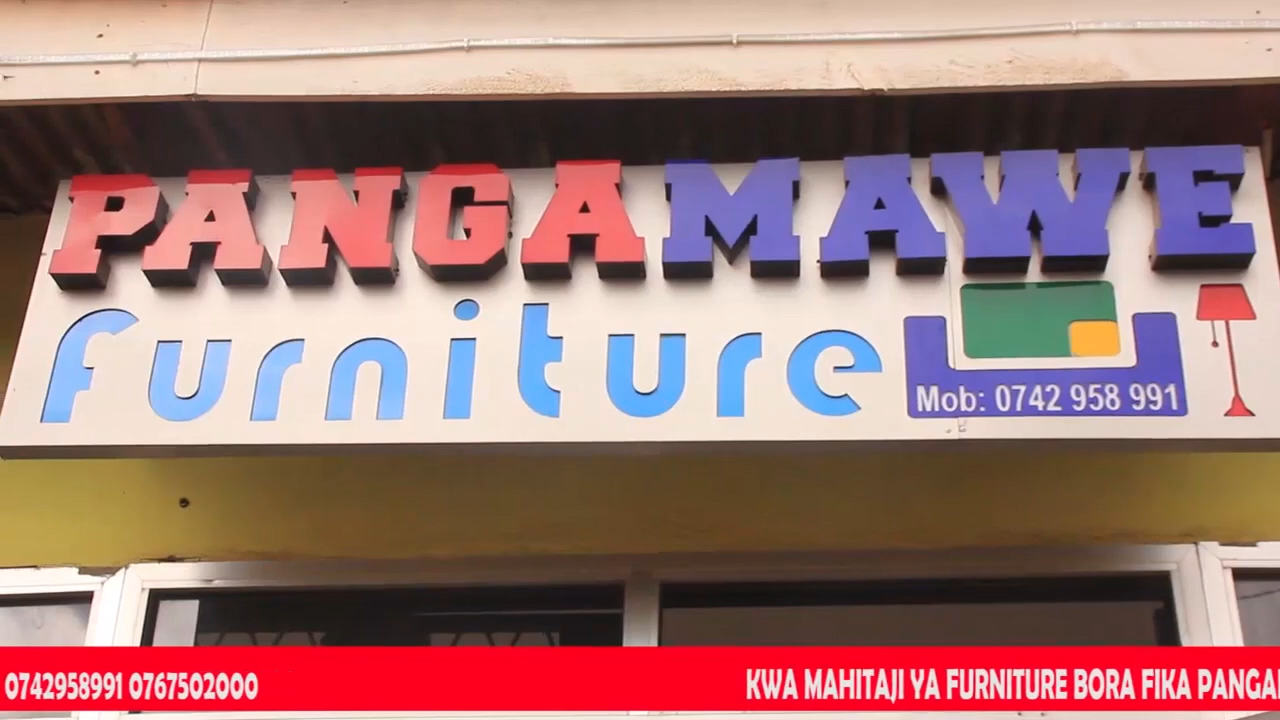 PANGAMAWE
furniture
Mob: 0742 958 991
0742958991 0767502000 KWA MAHITAJI YA FURNITURE BORA FIKA